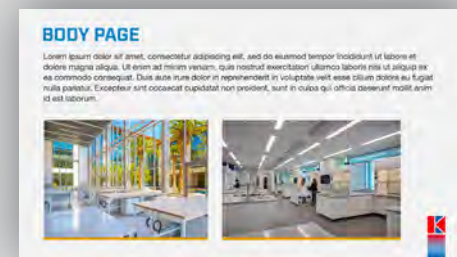 BODY PAGE
Lorem ipsum dolor sit amet, consectetur adipiscing elit, sed do eiusmod tempor incididunt ut labore et
dolore magna aliqua. Ut enim ad minim veniam, quis nostrud exercitation ullamco laboris nisi ut aliquip ex
ea commodo consequat. Duis aute irure dolor in reprehenderit in voluptate velit esse cillum dolore eu fugiat
nulla pariatur. Excepteur sint occaecat cupidatat non proident, sunt in culpa qui officia deserunt mollit anim
id est laborum.
K